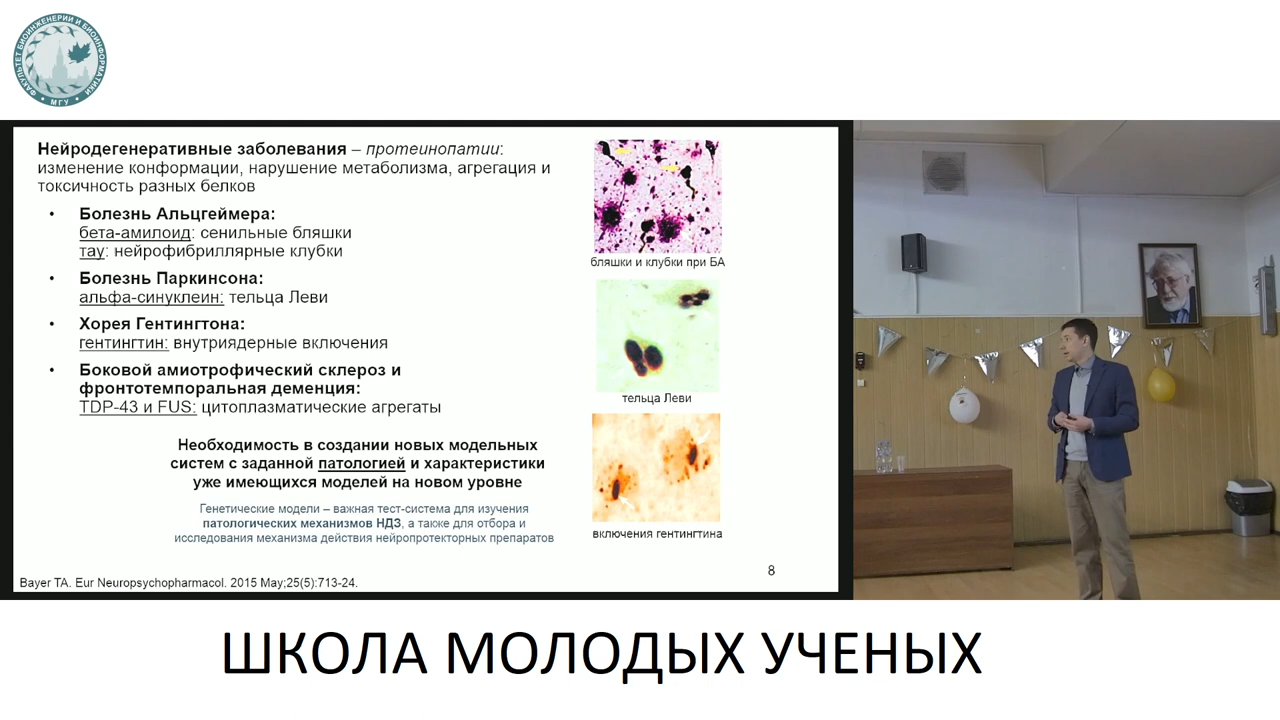 ФАКУЛЬТЕТ БИОИНЖЕНЕРИИ И БИОИНФОРМАТИКИ
МГУ
Нейродегенеративные заболевания – протеинопатии:
изменение конформации, нарушение метаболизма, агрегация и
токсичность разных белков
• Болезнь Альцгеймера:
бета-амилоид: сенильные бляшки
тау: нейрофибриллярные клубки
• Болезнь Паркинсона:
альфа-синуклеин: тельца Леви
• Хорея Гентингтона:
гентингтин: внутриядерные включения
• Боковой амиотрофический склероз и
фронтотемпоральная деменция:
TDP-43 и FUS: цитоплазматические агрегаты
Необходимость в создании новых модельных
систем с заданной патологией и характеристики
уже имеющихся моделей на новом уровне
Генетические модели – важная тест-система для изучения
патологических механизмов НДЗ, а также для отбора и
исследования механизма действия нейропротекторных препаратов
бляшки и клубки при БА
тельца Леви
включения гентингтина
8
Bayer TA. Eur Neuropsychopharmacol. 2015 May;25(5):713-24.
ШКОЛА МОЛОДЫХ УЧЕНЫХ